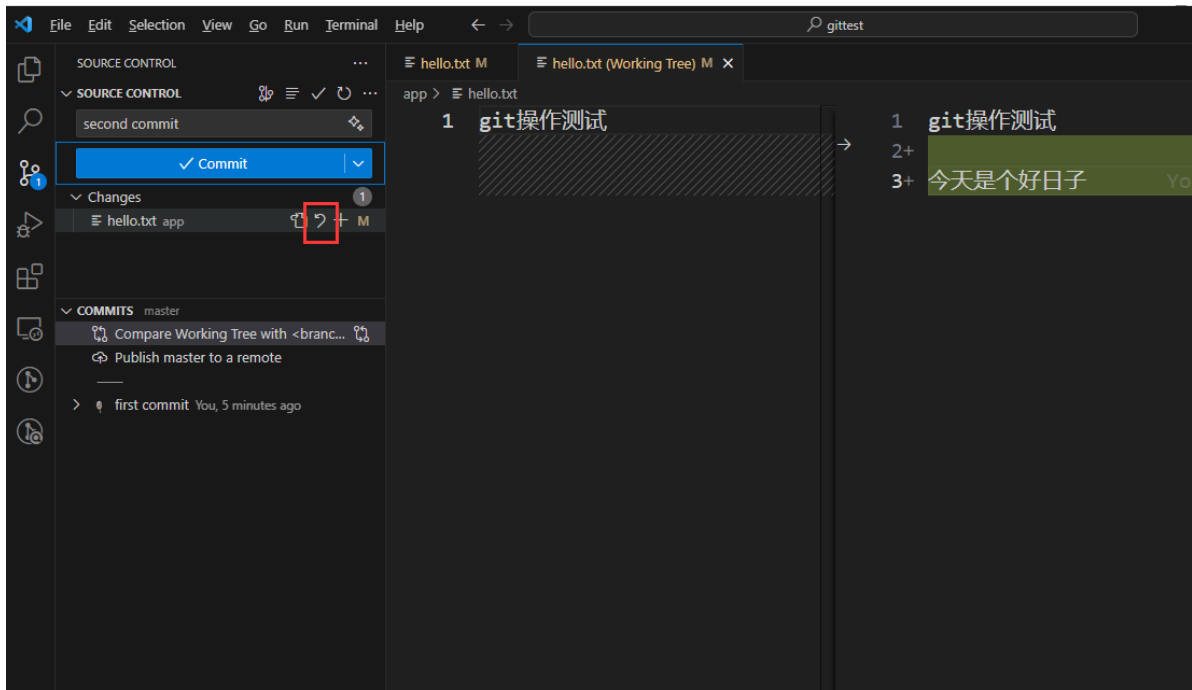 File Edit Selection View Go Run Terminal Help gittest
SOURCE CONTROL
SOURCE CONTROL
second commit
Commit
Changes 1
hello.txt app M
COMMITS master
Compare Working Tree with <branc...
Publish master to a remote
first commit You, 5 minutes ago
1
hello.txt M hello.txt (Working Tree) M
app > hello.txt
1 git操作测试
1 git操作测试
2+
3+ 今天是个好日子 Yo